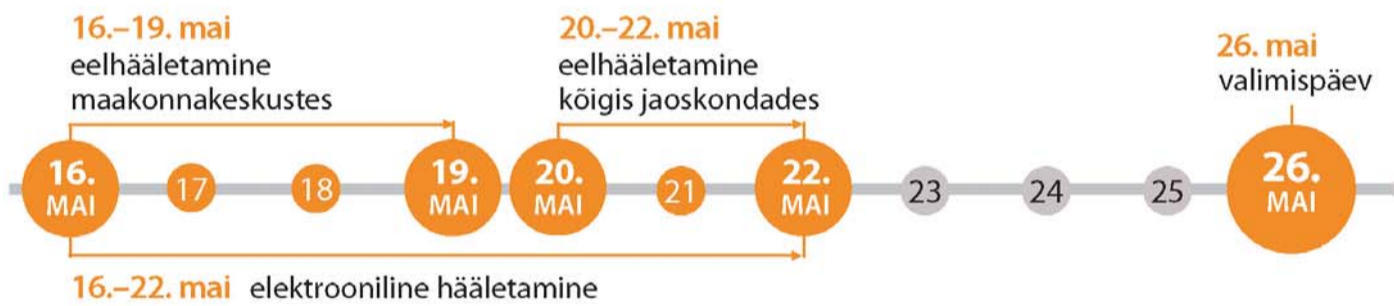 16.–19. mai
eelhääletamine
maakonnakeskustes
20.–22. mai
eelhääletamine
kõigis jaoskondades
26. mai
valimispäev
16.
MAI
17
18
19.
MAI
20.
MAI
21
22.
MAI
23
24
25
26.
MAI
16.–22. mai elektrooniline hääletamine